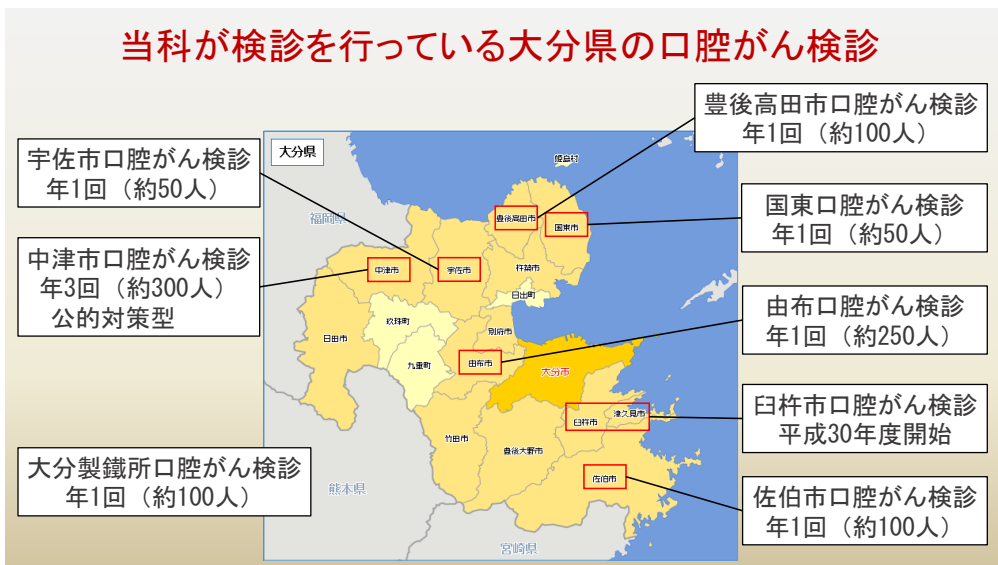 当科が検診を行っている大分県の口腔がん検診
豊後高田市口腔がん検診
年1回（約100人）
宇佐市口腔がん検診
年1回（約50人）
国東口腔がん検診
年1回（約50人）
中津市口腔がん検診
年3回（約300人）
公的対策型
由布口腔がん検診
年1回（約250人）
臼杵市口腔がん検診
平成30年度開始
大分製鐵所口腔がん検診
年1回（約100人）
佐伯市口腔がん検診
年1回（約100人）
大分県
姫島村
福岡県
豊後高田市
国東市
中津市
宇佐市
杵築市
日出町
玖珠町
日田市
別府市
九重町
由布市
大分市
津久見市
臼杵市
竹田市
豊後大野市
佐伯市
熊本県
宮崎県